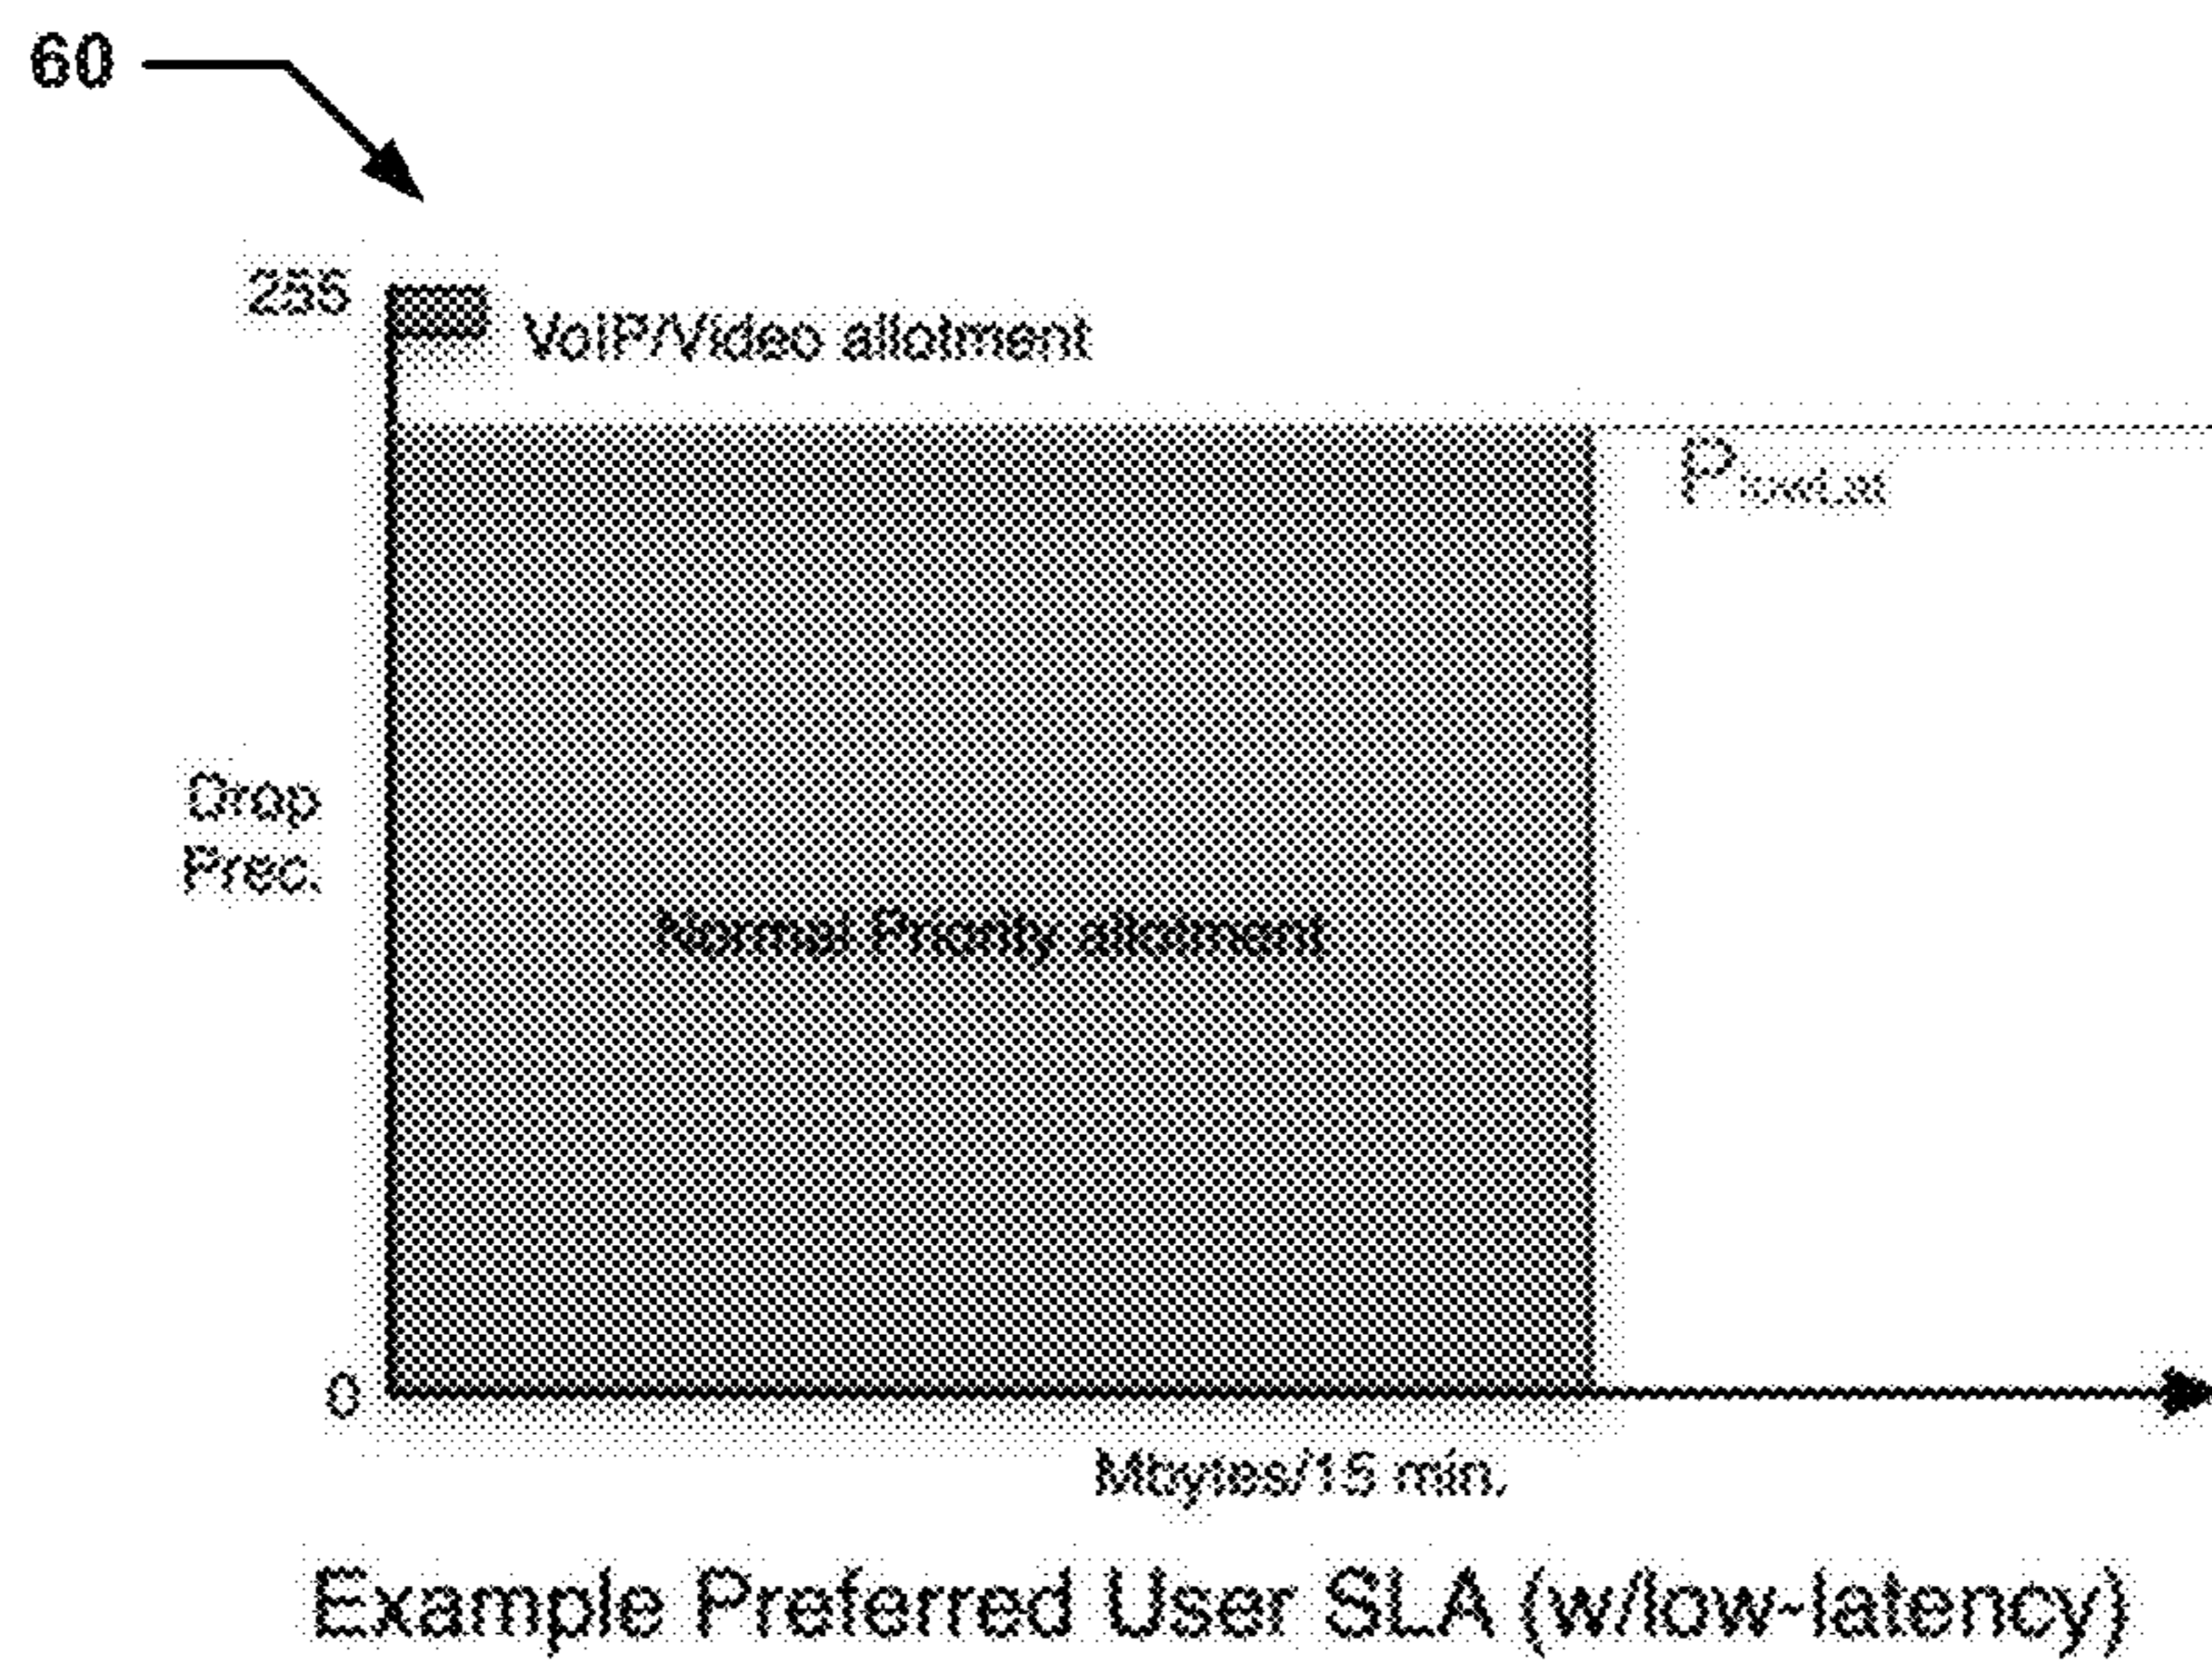 60
255
VoIP/Video allotment
PlowLat
Drop
Prec.
Normal Priority allotment
0
Mbytes/15 min.
Example Preferred User SLA (w/low-latency)